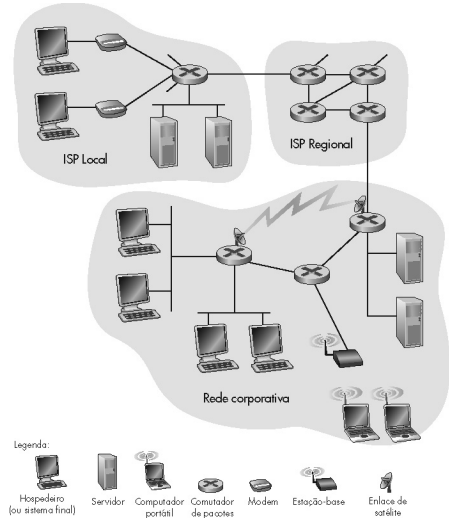 ISP Local
ISP Regional
Rede corporativa
Legenda:
Hospedeiro
(ou sistema final)
Servidor
Computador
portátil
Comutador
de pacotes
Modem
Estação-base
Enlace de
satélite